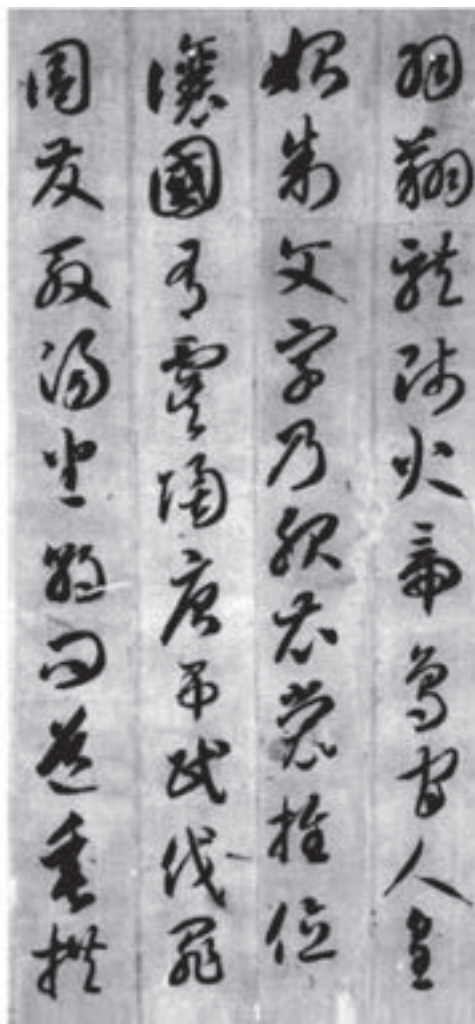 羽翔龍師火帝鳥官人皇
始制文字乃服衣裳推位
讓國有虞陶唐弔民伐罪
周發殷湯坐朝問道垂拱